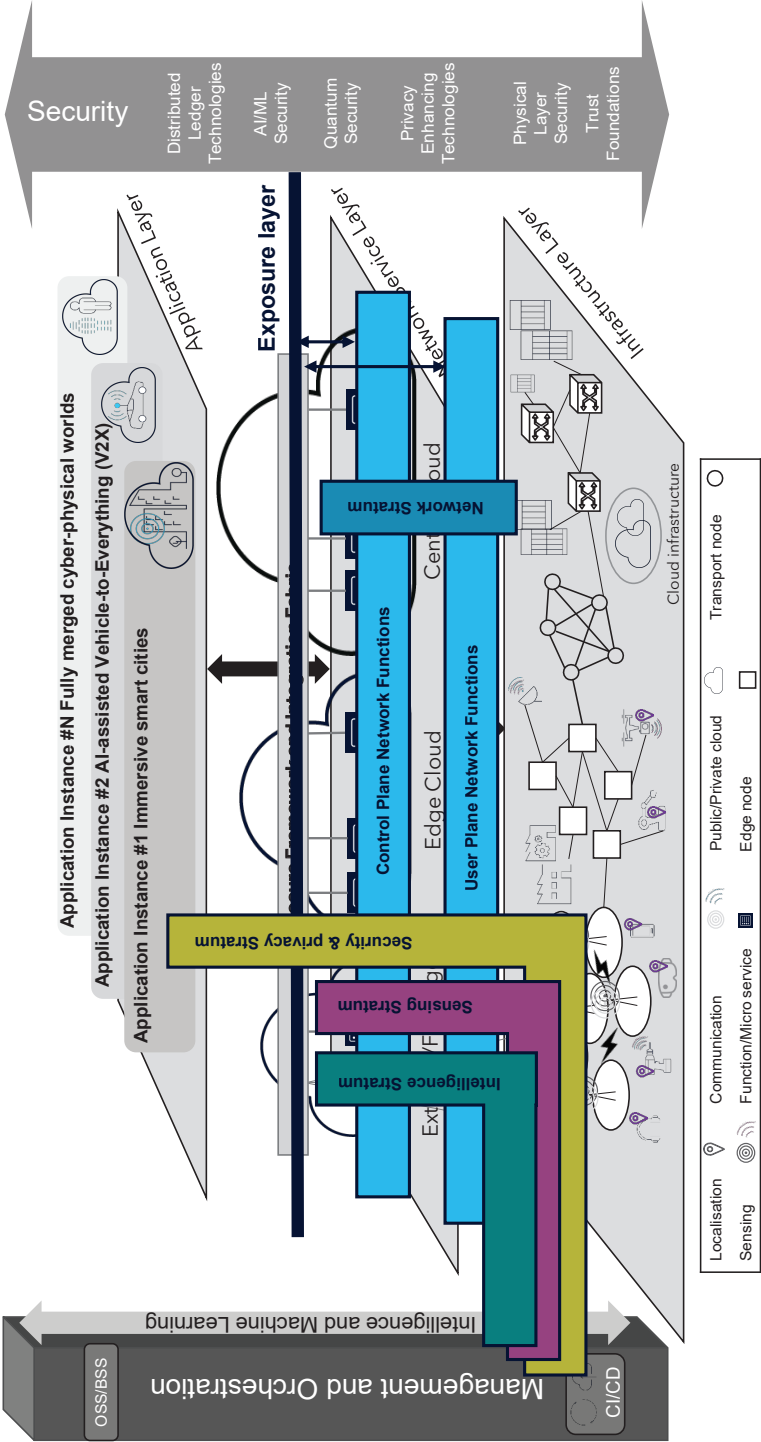 Security
Distributed
Ledger
Technologies
AI/ML
Security
Quantum
Security
Privacy
Enhancing
Technologies
Physical
Layer
Security
Trust
Foundations
Application Instance #N Fully merged cyber-physical worlds
Application Instance #2 AI-assisted Vehicle-to-Everything (V2X)
Application Instance #1 Immersive smart cities
Application Layer
Exposure layer
Service Layer
Infrastructure Layer
Control Plane Network Functions
User Plane Network Functions
Network Stratum
Security & privacy Stratum
Sensing Stratum
Intelligence Stratum
Edge Cloud
Cloud infrastructure
Intelligence and Machine Learning
Management and Orchestration
OSS/BSS
CI/CD
Localisation
Communication
Public/Private cloud
Transport node
Sensing
Function/Micro service
Edge node